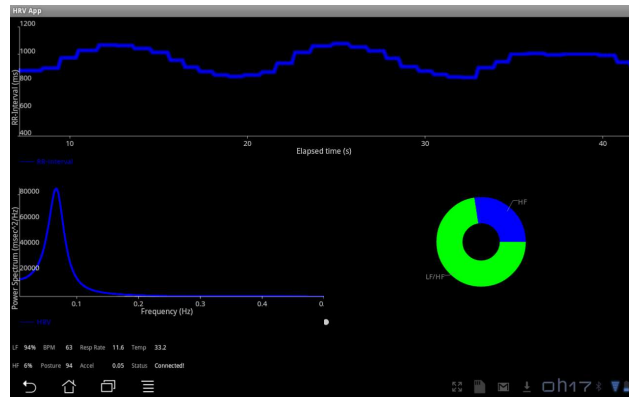 HRV App
1200
1000
800
600
400
RR-Interval (ms)
10 20 30 40
Elapsed time (s)
RR-Interval
80000
60000
40000
20000
Power Spectrum (msec^2/Hz)
0.1 0.2 0.3 0.4 0.
Frequency (Hz)
HRV
HF
LF/HF
LF 94% BPM 63 Resp Rate 11.6 Temp 33.2
HF 6% Posture 94 Accel 0.05 Status Connected!